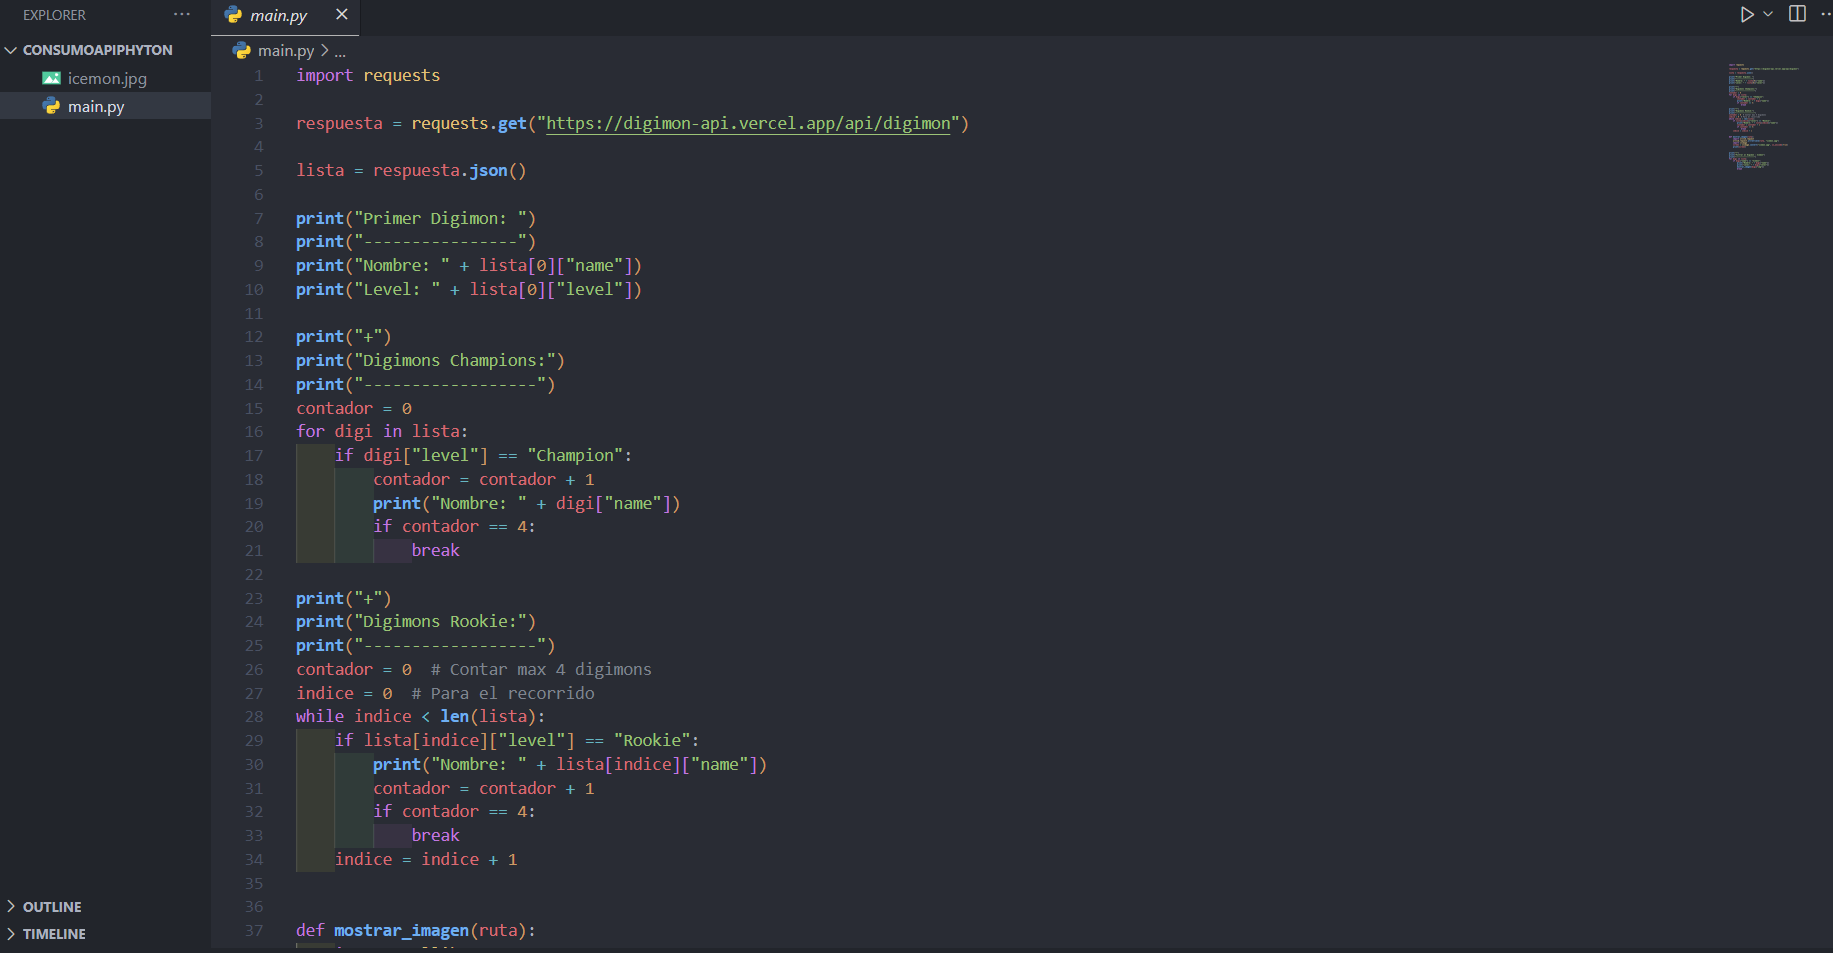 EXPLORER
CONSUMOAPIPHYTON
icemon.jpg
main.py
OUTLINE
TIMELINE
main.py
main.py > ...
1 import requests
2
3 respuesta = requests.get("https://digimon-api.vercel.app/api/digimon")
4
5 lista = respuesta.json()
6
7 print("Primer Digimon: ")
8 print("----------------")
9 print("Nombre: " + lista[0]["name"])
10 print("Level: " + lista[0]["level"])
11
12 print("+")
13 print("Digimons Champions:")
14 print("------------------")
15 contador = 0
16 for digi in lista:
17     if digi["level"] == "Champion":
18         contador = contador + 1
19         print("Nombre: " + digi["name"])
20         if contador == 4:
21             break
22
23 print("+")
24 print("Digimons Rookie:")
25 print("------------------")
26 contador = 0  # Contar max 4 digimons
27 indice = 0  # Para el recorrido
28 while indice < len(lista):
29     if lista[indice]["level"] == "Rookie":
30         print("Nombre: " + lista[indice]["name"])
31         contador = contador + 1
32         if contador == 4:
33             break
34     indice = indice + 1
35
36
37 def mostrar_imagen(ruta):